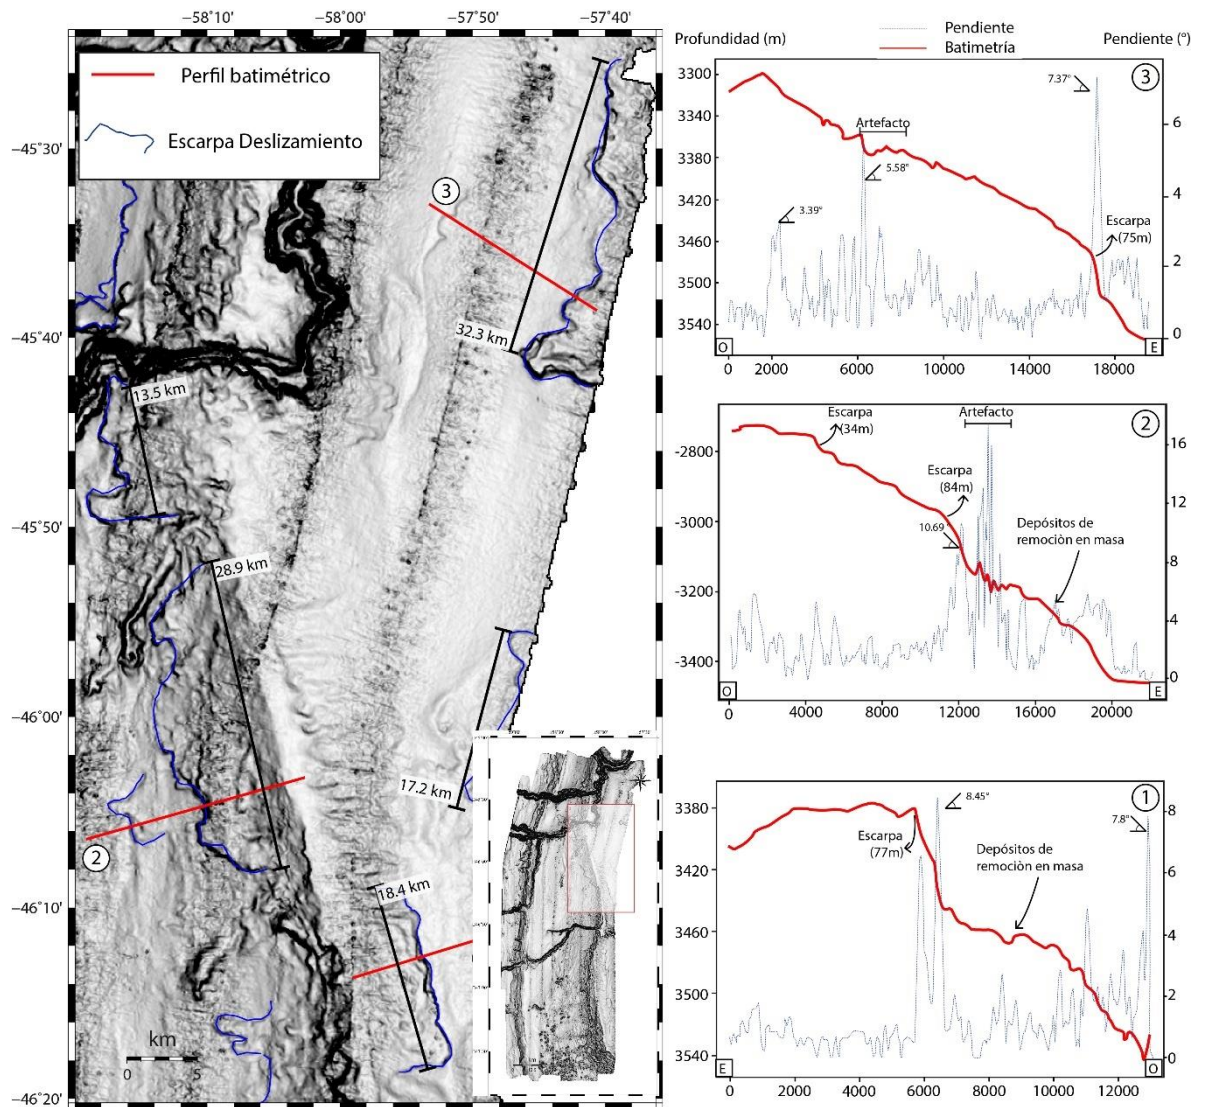 −58°10' −58°00' −57°50' −57°40'
Perfil batimétrico
Escarpa Deslizamiento
−45°30'
−45°40'
−45°50'
−46°00'
−46°10'
−46°20'
3
32.3 km
13.5 km
28.9 km
17.2 km
2
18.4 km
km
0 5
Pendiente
Batimetría
Profundidad (m)
Pendiente (°)
3
3300
3340
3380
3420
3460
3500
3540
7.37°
Artefacto
5.58°
3.39°
Escarpa
(75m)
6
4
2
0
O E
0 2000 6000 10000 14000 18000
2
-2800
-3000
-3200
-3400
Escarpa
(34m)
Artefacto
Escarpa
(84m)
10.69°
Depósitos de
remociòn en masa
16
12
8
4
0
O E
0 4000 8000 12000 16000 20000
1
3380
3420
3460
3500
3540
8.45°
7.8°
Escarpa
(77m)
Depósitos de
remociòn en masa
8
6
4
2
0
E O
0 2000 4000 6000 8000 10000 12000